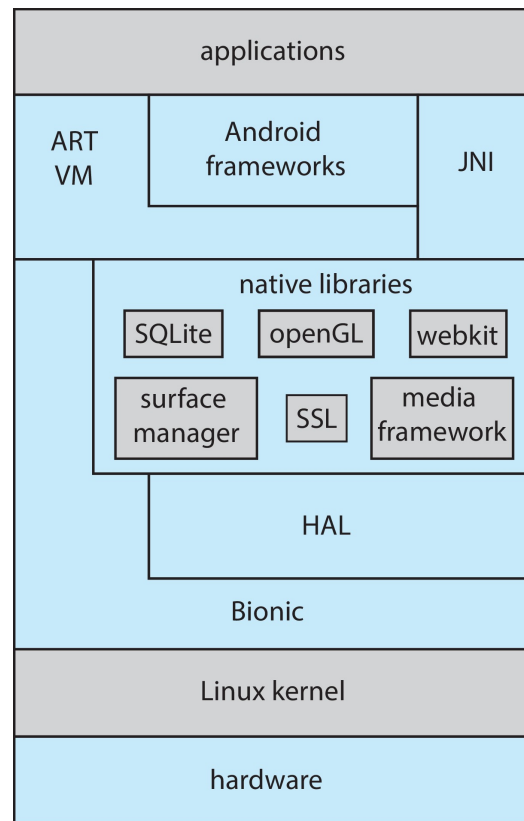 applications
ART
VM
Android
frameworks
JNI
native libraries
SQLite
openGL
webkit
surface
manager
SSL
media
framework
HAL
Bionic
Linux kernel
hardware